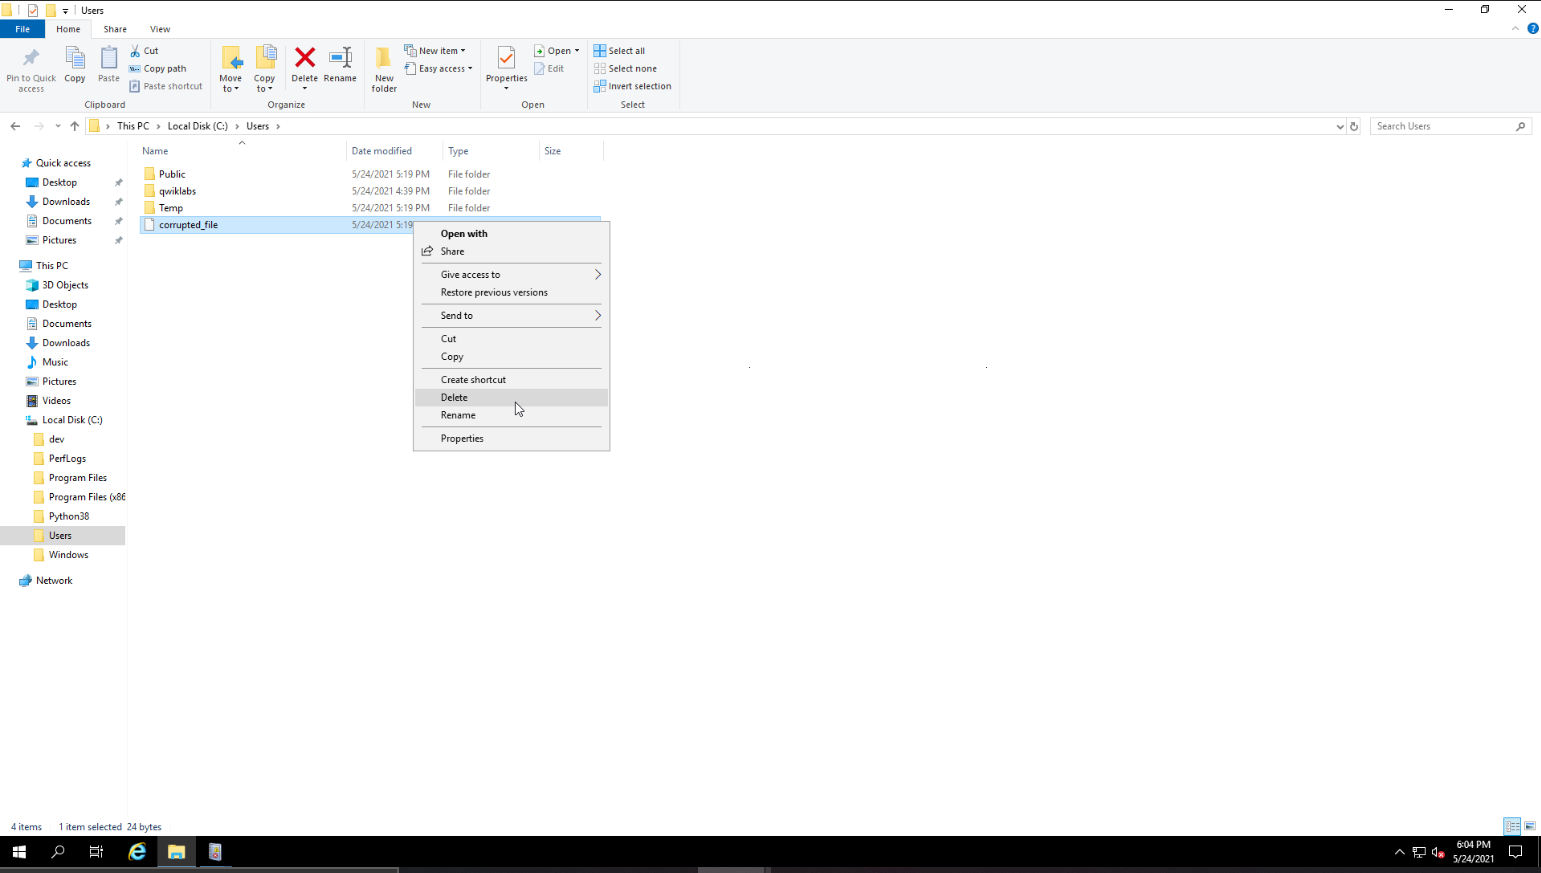 Users
File
Home
Share
View
Pin to Quick
access
Copy
Paste
Cut
Copy path
Paste shortcut
Clipboard
Move
to
Copy
to
Delete
Rename
Organize
New
folder
New item
Easy access
New
Properties
Open
Edit
Open
Select all
Select none
Invert selection
Select
This PC
Local Disk (C:)
Users
Search Users
Name
Date modified
Type
Size
Public
5/24/2021 5:19 PM
File folder
qwiklabs
5/24/2021 4:39 PM
File folder
Temp
5/24/2021 5:19 PM
File folder
corrupted_file
5/24/2021 5:19
Open with
Share
Give access to
Restore previous versions
Send to
Cut
Copy
Create shortcut
Delete
Rename
Properties
Quick access
Desktop
Downloads
Documents
Pictures
This PC
3D Objects
Desktop
Documents
Downloads
Music
Pictures
Videos
Local Disk (C:)
dev
PerfLogs
Program Files
Program Files (x86
Python38
Users
Windows
Network
4 items
1 item selected 24 bytes
6:04 PM
5/24/2021